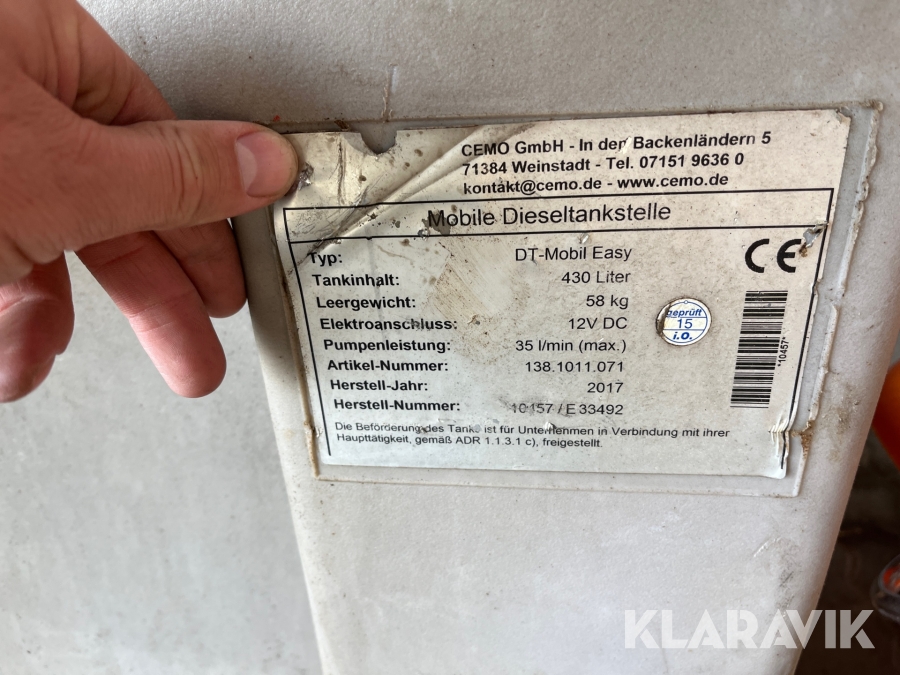 CEMO GmbH - In den Backenländern 5
71384 Weinstadt - Tel. 07151 9636 0
kontakt@cemo.de - www.cemo.de
Mobile Dieseltankstelle
Typ: DT-Mobil Easy
Tankinhalt: 430 Liter
Leergewicht: 58 kg
Elektroanschluss: 12V DC
Pumpenleistung: 35 l/min (max.)
Artikel-Nummer: 138.1011.071
Herstell-Jahr: 2017
Herstell-Nummer: 10457 / E 33492
Die Beförderung des Tanks ist für Unternehmen in Verbindung mit ihrer
Haupttätigkeit, gemäß ADR 1.1.3.1 c), freigestellt.
CE
geprüft
15
i.O.
*10457*
KLARAVIK